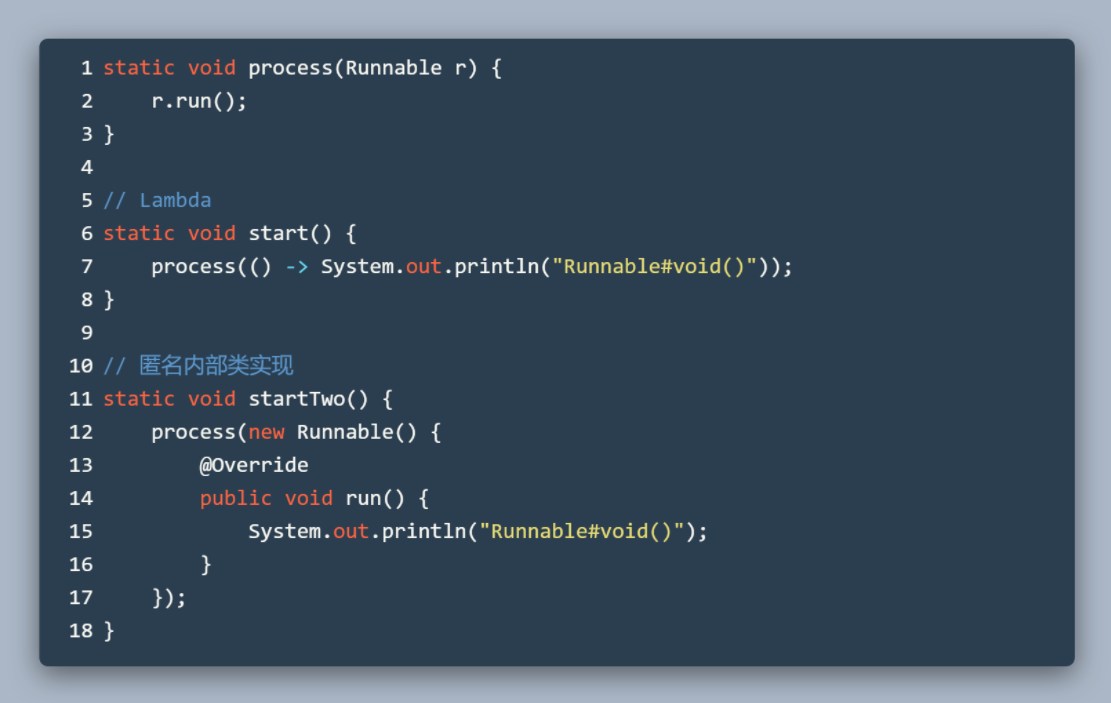 1 static void process(Runnable r) {
2     r.run();
3 }
4
5 // Lambda
6 static void start() {
7     process(() -> System.out.println("Runnable#void()"));
8 }
9
10 // 匿名内部类实现
11 static void startTwo() {
12     process(new Runnable() {
13         @Override
14         public void run() {
15             System.out.println("Runnable#void()");
16         }
17     });
18 }